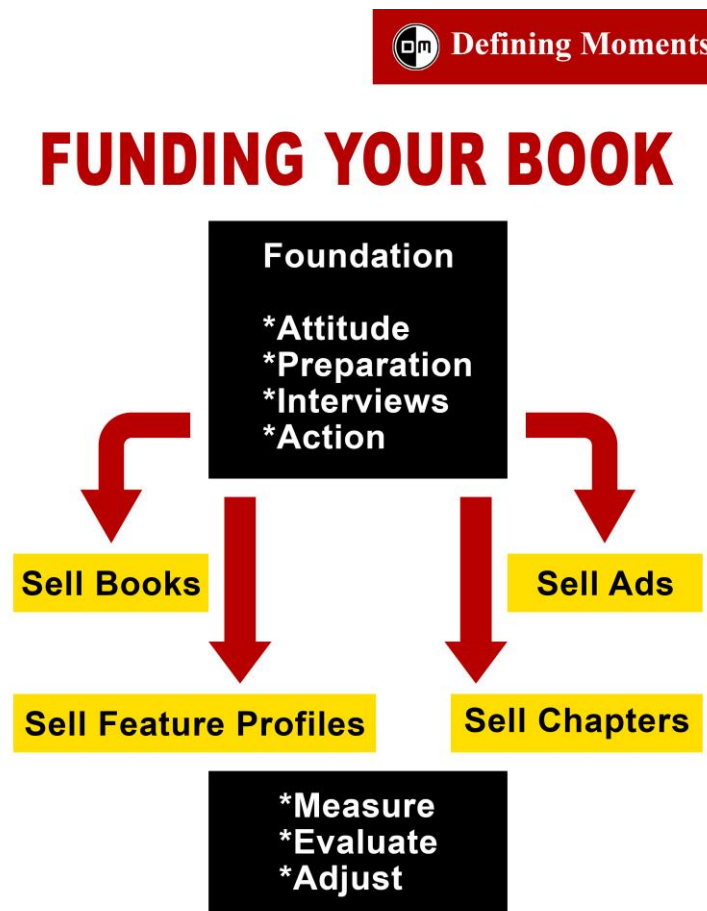 DM Defining Moments
FUNDING YOUR BOOK
Foundation
*Attitude
*Preparation
*Interviews
*Action
Sell Books
Sell Ads
Sell Feature Profiles
Sell Chapters
*Measure
*Evaluate
*Adjust